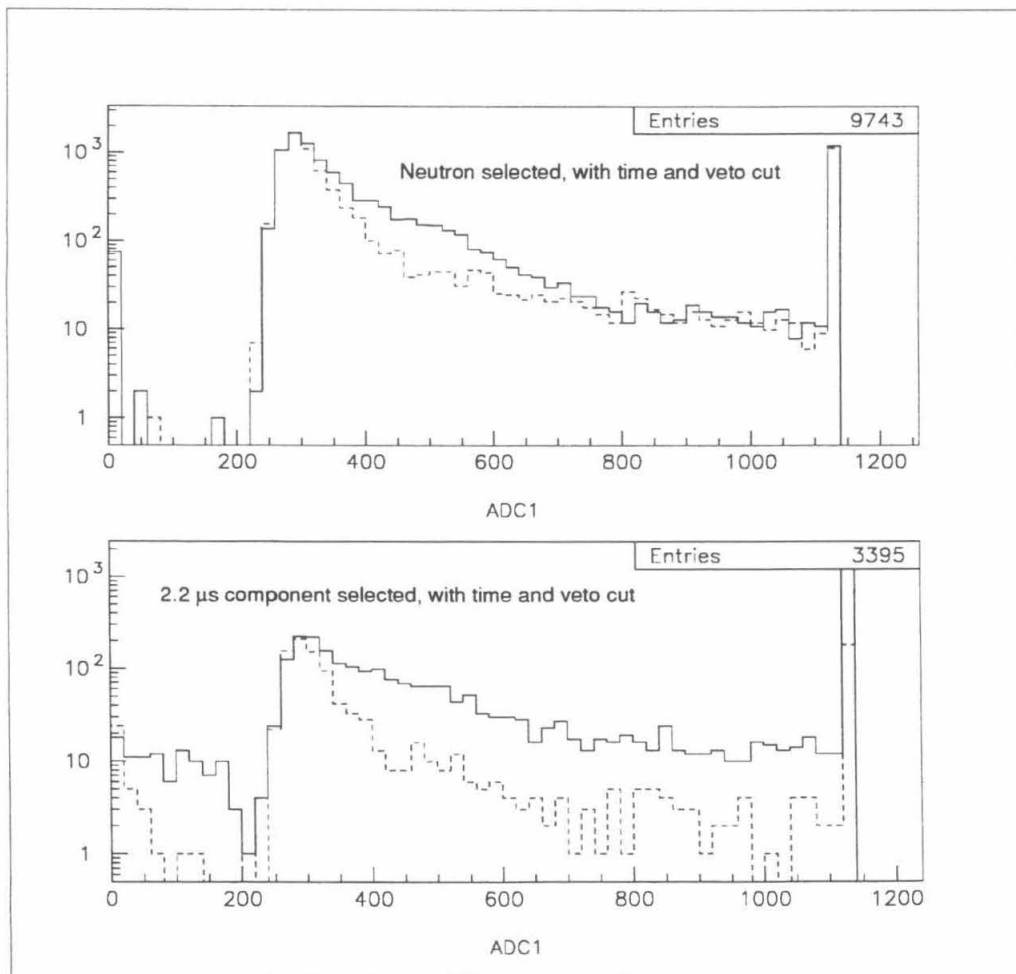 Entries 9743
10³
Neutron selected, with time and veto cut
10²
10
1
0 200 400 600 800 1000 1200
ADC1
Entries 3395
10³
2.2 μs component selected, with time and veto cut
10²
10
1
0 200 400 600 800 1000 1200
ADC1